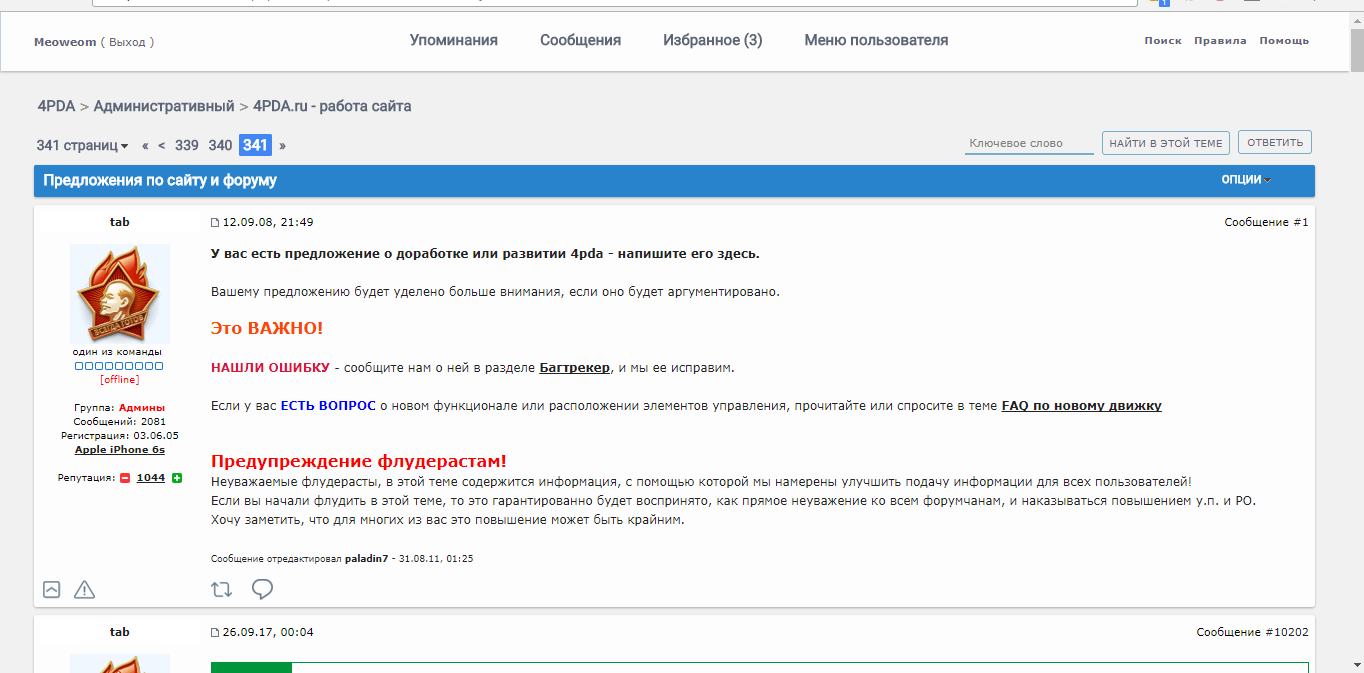 1
Meoweom ( Выход )
Упоминания Сообщения Избранное (3) Меню пользователя
Поиск Правила Помощь
4PDA > Административный > 4PDA.ru - работа сайта
341 страниц « < 339 340 341 »
Ключевое слово НАЙТИ В ЭТОЙ ТЕМЕ ОТВЕТИТЬ
Предложения по сайту и форуму ОПЦИИ
tab 12.09.08, 21:49 Сообщение #1
ВСЕГДА ГОТОВ
один из команды
[offline]
Группа: Админы
Сообщений: 2081
Регистрация: 03.06.05
Apple iPhone 6s
Репутация: 1044
У вас есть предложение о доработке или развитии 4pda - напишите его здесь.
Вашему предложению будет уделено больше внимания, если оно будет аргументировано.
Это ВАЖНО!
НАШЛИ ОШИБКУ - сообщите нам о ней в разделе Багтрекер, и мы ее исправим.
Если у вас ЕСТЬ ВОПРОС о новом функционале или расположении элементов управления, прочитайте или спросите в теме FAQ по новому движку
Предупреждение флудерастам!
Неуважаемые флудерасты, в этой теме содержится информация, с помощью которой мы намерены улучшить подачу информации для всех пользователей!
Если вы начали флудить в этой теме, то это гарантированно будет воспринято, как прямое неуважение ко всем форумчанам, и наказываться повышением у.п. и РО.
Хочу заметить, что для многих из вас это повышение может быть крайним.
Сообщение отредактировал paladin7 - 31.08.11, 01:25
tab 26.09.17, 00:04 Сообщение #10202